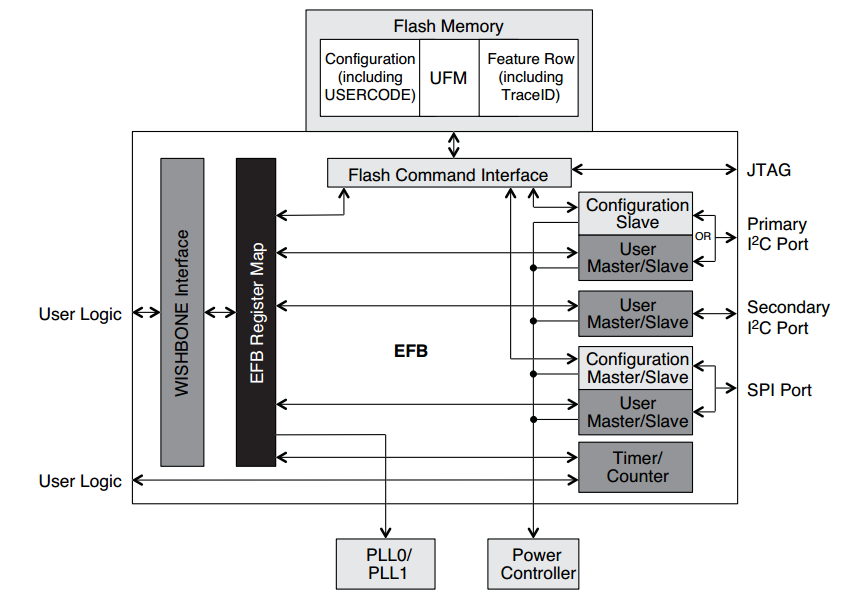 Flash Memory
Configuration
(including
USERCODE)
UFM
Feature Row
(including
TraceID)
Flash Command Interface
JTAG
Configuration
Slave
User
Master/Slave
OR
Primary
I²C Port
User Logic
WISHBONE Interface
EFB Register Map
EFB
User
Master/Slave
Secondary
I²C Port
Configuration
Master/Slave
User
Master/Slave
SPI Port
Timer/
Counter
User Logic
PLL0/
PLL1
Power
Controller